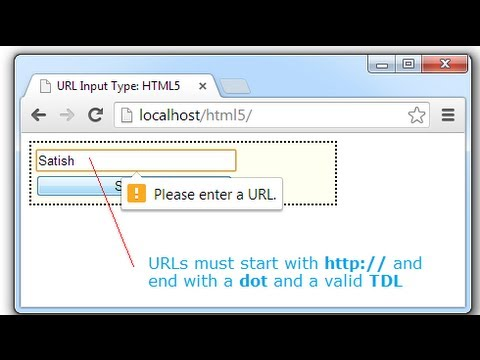 URL Input Type: HTML5
localhost/html5/
Satish
S
Please enter a URL.
URLs must start with http:// and
end with a dot and a valid TDL